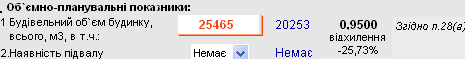 Об`ємно-планувальні показники:
1 Будівельний об`єм будинку, всього, м3, в т.ч.: 25465 20253 0,9500 Згідно п.28(а)
відхилення
-25,73%
2.Наявність підвалу Немає Немає